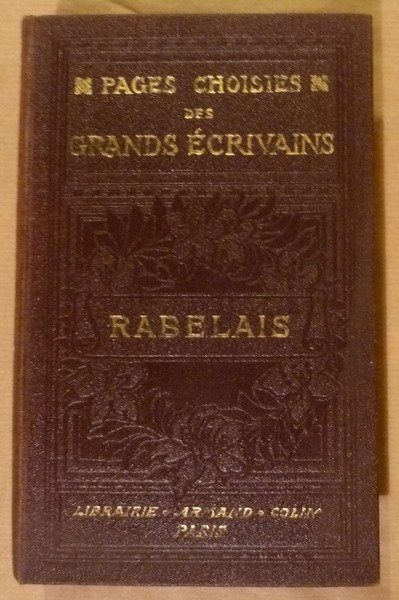 PAGES CHOISIES
DES
GRANDS ÉCRIVAINS
RABELAIS
LIBRAIRIE • ARMAND • COLIN
PARIS